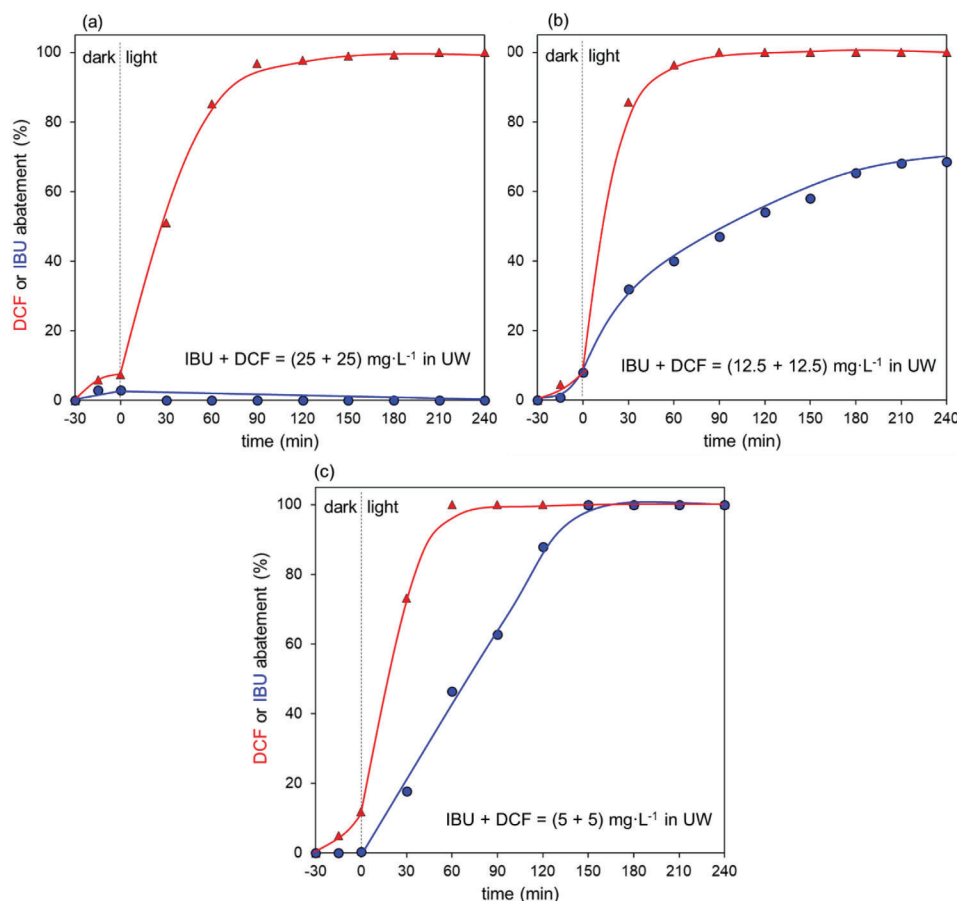 (a)
DCF or IBU abatement (%)
100
80
60
40
20
0
dark light
IBU + DCF = (25 + 25) mg·L⁻¹ in UW
-30 0 30 60 90 120 150 180 210 240
time (min)
(b)
00
80
60
40
20
0
dark light
IBU + DCF = (12.5 + 12.5) mg·L⁻¹ in UW
-30 0 30 60 90 120 150 180 210 240
time (min)
(c)
DCF or IBU abatement (%)
100
80
60
40
20
0
dark light
IBU + DCF = (5 + 5) mg·L⁻¹ in UW
-30 0 30 60 90 120 150 180 210 240
time (min)